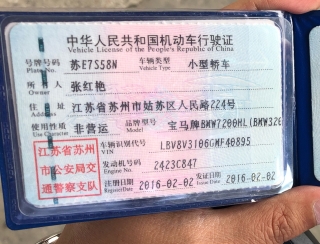 中华人民共和国机动车行驶证
Vehicle License of the People's Republic of China
号牌号码 苏E7S58N 车辆类型 小型轿车
Plate No. Vehicle Type
所有人 张红艳
Owner
住址 江苏省苏州市姑苏区人民路224号
Address
使用性质 非营运 品牌型号 宝马牌BMW7200HL(BMW320
Use Character Model
江苏省苏州 车辆识别代号 LBV8V3106GMF40895
VIN
市公安局交 发动机号码 2423C847
Engine No.
通警察支队 注册日期 2016-02-02 发证日期 2016-02-02
Register Date Issue Date